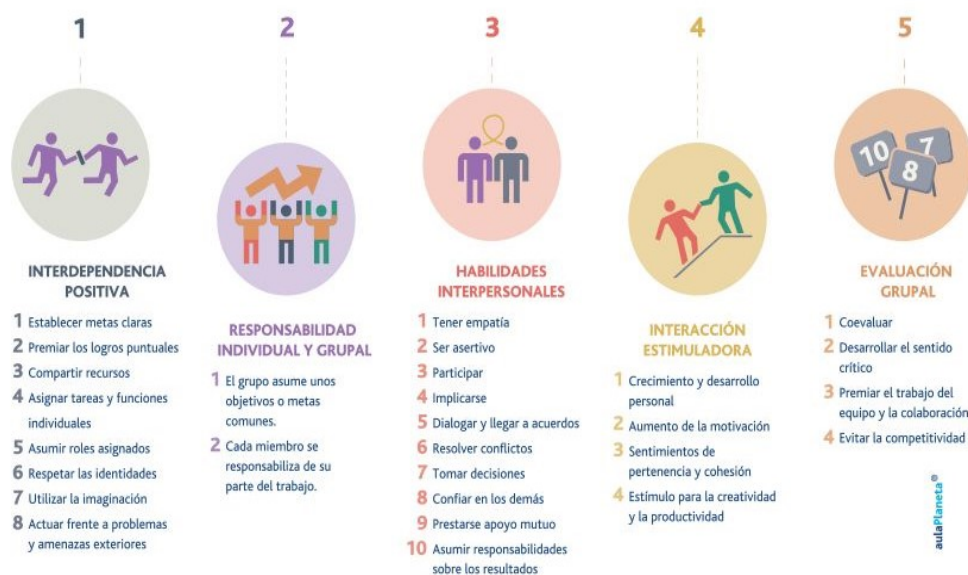 1
INTERDEPENDENCIA
POSITIVA
1 Establecer metas claras
2 Premiar los logros puntuales
3 Compartir recursos
4 Asignar tareas y funciones
individuales
5 Asumir roles asignados
6 Respetar las identidades
7 Utilizar la imaginación
8 Actuar frente a problemas
y amenazas exteriores
2
RESPONSABILIDAD
INDIVIDUAL Y GRUPAL
1 El grupo asume unos
objetivos o metas
comunes.
2 Cada miembro se
responsabiliza de su
parte del trabajo.
3
HABILIDADES
INTERPERSONALES
1 Tener empatía
2 Ser asertivo
3 Participar
4 Implicarse
5 Dialogar y llegar a acuerdos
6 Resolver conflictos
7 Tomar decisiones
8 Confiar en los demás
9 Prestarse apoyo mutuo
10 Asumir responsabilidades
sobre los resultados
4
INTERACCIÓN
ESTIMULADORA
1 Crecimiento y desarrollo
personal
2 Aumento de la motivación
3 Sentimientos de
pertenencia y cohesión
4 Estímulo para la creatividad
y la productividad
5
10
7
8
EVALUACIÓN
GRUPAL
1 Coevaluar
2 Desarrollar el sentido
crítico
3 Premiar el trabajo del
equipo y la colaboración
4 Evitar la competitividad
aulaPlaneta®